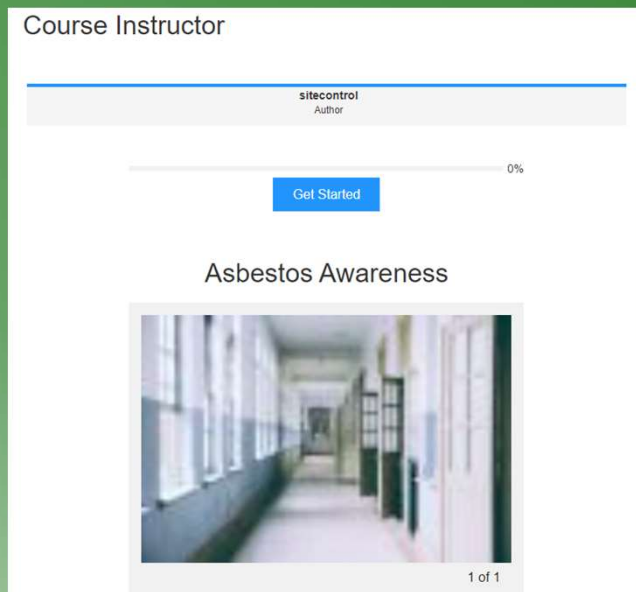 Course Instructor
sitecontrol
Author
0%
Get Started
Asbestos Awareness
1 of 1